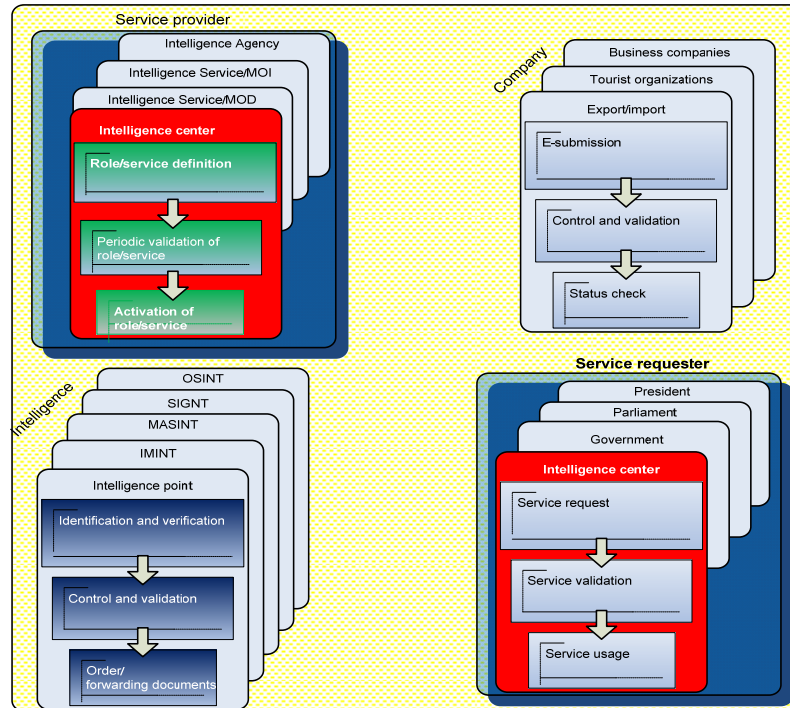 Service provider
Intelligence Agency
Intelligence Service/MOI
Intelligence Service/MOD
Intelligence center
Role/service definition
Periodic validation of
role/service
Activation of
role/service
Company
Business companies
Tourist organizations
Export/import
E-submission
Control and validation
Status check
Intelligence
OSINT
SIGNT
MASINT
IMINT
Intelligence point
Identification and verification
Control and validation
Order/
forwarding documents
Service requester
President
Parliament
Government
Intelligence center
Service request
Service validation
Service usage